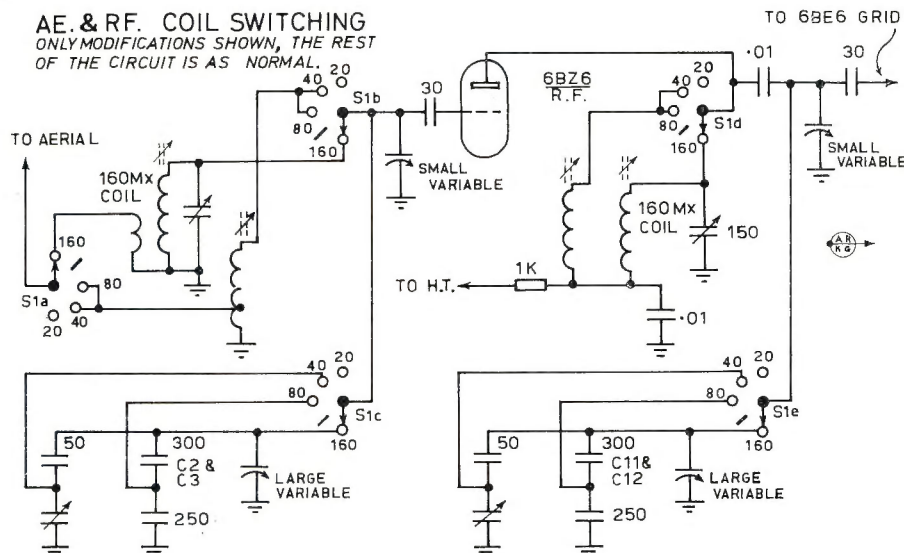 AE. & RF. COIL SWITCHING
ONLY MODIFICATIONS SHOWN, THE REST
OF THE CIRCUIT IS AS NORMAL.
TO 6BE6 GRID
20
40
S1b
80
160
30
6BZ6
R.F.
20
40
S1d
80
160
.01
30
TO AERIAL
160Mx
COIL
SMALL
VARIABLE
SMALL
VARIABLE
160Mx
COIL
150
AR
KG
160
80
S1a
40
20
1K
TO H.T.
.01
40
20
80
S1c
160
50
300
C2 &
C3
LARGE
VARIABLE
250
40
20
80
S1e
160
50
300
C11&
C12
LARGE
VARIABLE
250